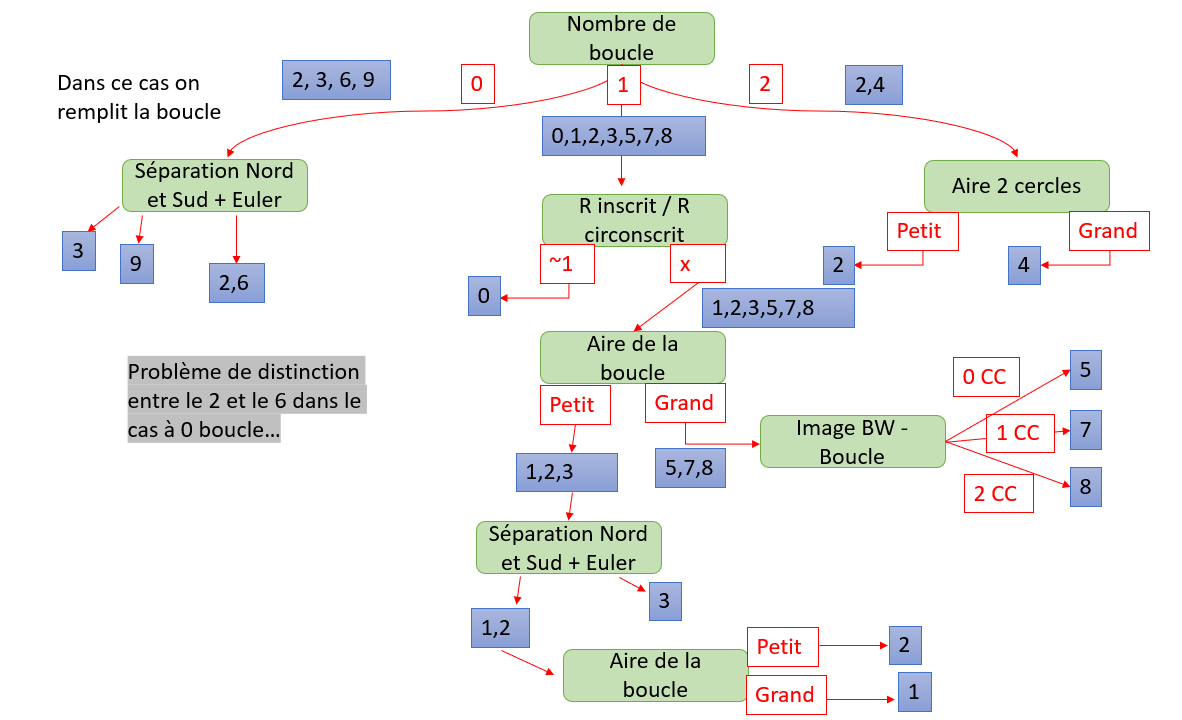 Nombre de
boucle
Dans ce cas on
remplit la boucle
2, 3, 6, 9
0
1
2
2,4
0,1,2,3,5,7,8
Séparation Nord
et Sud + Euler
3
9
2,6
R inscrit / R
circonscrit
~1
x
0
1,2,3,5,7,8
Aire 2 cercles
Petit
Grand
2
4
Problème de distinction
entre le 2 et le 6 dans le
cas à 0 boucle...
Aire de la
boucle
Petit
Grand
1,2,3
5,7,8
Image BW -
Boucle
0 CC
1 CC
2 CC
5
7
8
Séparation Nord
et Sud + Euler
3
1,2
Aire de la
boucle
Petit
Grand
2
1